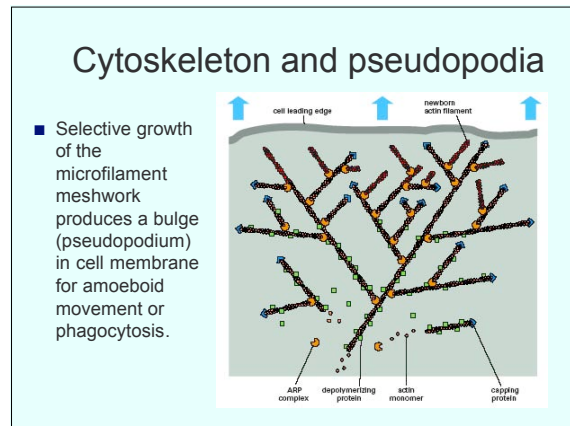 Cytoskeleton and pseudopodia
Selective growth
of the
microfilament
meshwork
produces a bulge
(pseudopodium)
in cell membrane
for amoeboid
movement or
phagocytosis.
cell leading edge
newborn
actin filament
ARP
complex
depolymerizing
protein
actin
monomer
capping
protein